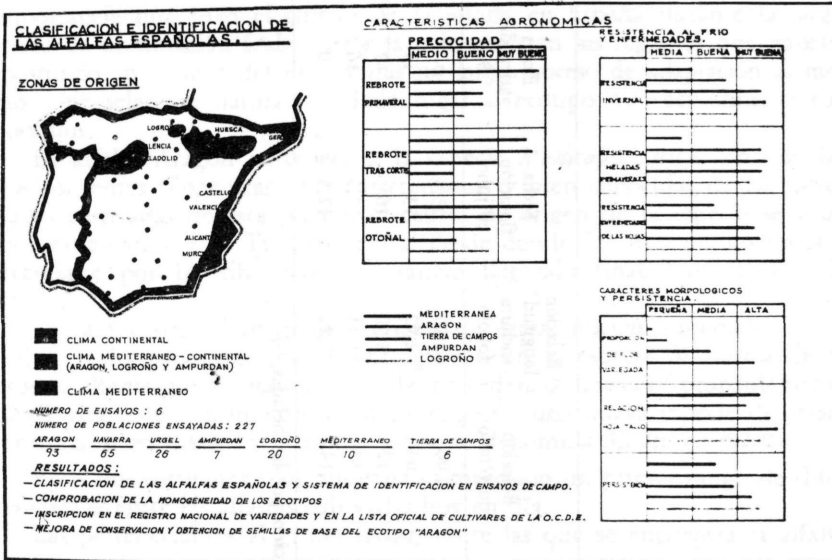 CLASIFICACION E IDENTIFICACION DE
LAS ALFALFAS ESPAÑOLAS.
ZONAS DE ORIGEN
LOGROÑO
HUESCA
GER
LENCIA
LADOLID
CASTELLO
VALENCIA
ALICANT
MURC
CLIMA CONTINENTAL
CLIMA MEDITERRANEO-CONTINENTAL
(ARAGON, LOGROÑO Y AMPURDAN)
CLIMA MEDITERRANEO
NUMERO DE ENSAYOS : 6
NUMERO DE POBLACIONES ENSAYADAS : 227
ARAGON NAVARRA URGEL AMPURDAN LOGROÑO MEDITERRANEO TIERRA DE CAMPOS
93 65 26 7 20 10 6
RESULTADOS :
— CLASIFICACION DE LAS ALFALFAS ESPAÑOLAS Y SISTEMA DE IDENTIFICACION EN ENSAYOS DE CAMPO.
— COMPROBACION DE LA HOMOGENEIDAD DE LOS ECOTIPOS
— INSCRIPCION EN EL REGISTRO NACIONAL DE VARIEDADES Y EN LA LISTA OFICIAL DE CULTIVARES DE LA O.C.D.E.
— MEJORA DE CONSERVACION Y OBTENCION DE SEMILLAS DE BASE DEL ECOTIPO "ARAGON"
CARACTERISTICAS AGRONOMICAS
PRECOCIDAD
MEDIO BUENO MUY BUENO
REBROTE
PRIMAVERAL
REBROTE
TRAS CORTE
REBROTE
OTOÑAL
MEDITERRANEA
ARAGON
TIERRA DE CAMPOS
AMPURDAN
LOGROÑO
RESISTENCIA AL FRIO
Y ENFERMEDADES.
MEDIA BUENA MUY BUENA
RESISTENCIA
INVERNAL
RESISTENCIA
HELADAS
PRIMAVERALES
RESISTENCIA
ENFERMEDADES
DE LAS HOJAS
CARACTERES MORFOLOGICOS
Y PERSISTENCIA.
PEQUEÑA MEDIA ALTA
PROPORCION
DE FLOR
VARIEGADA
RELACION
HOJA TALLO
PERSISTENCIA